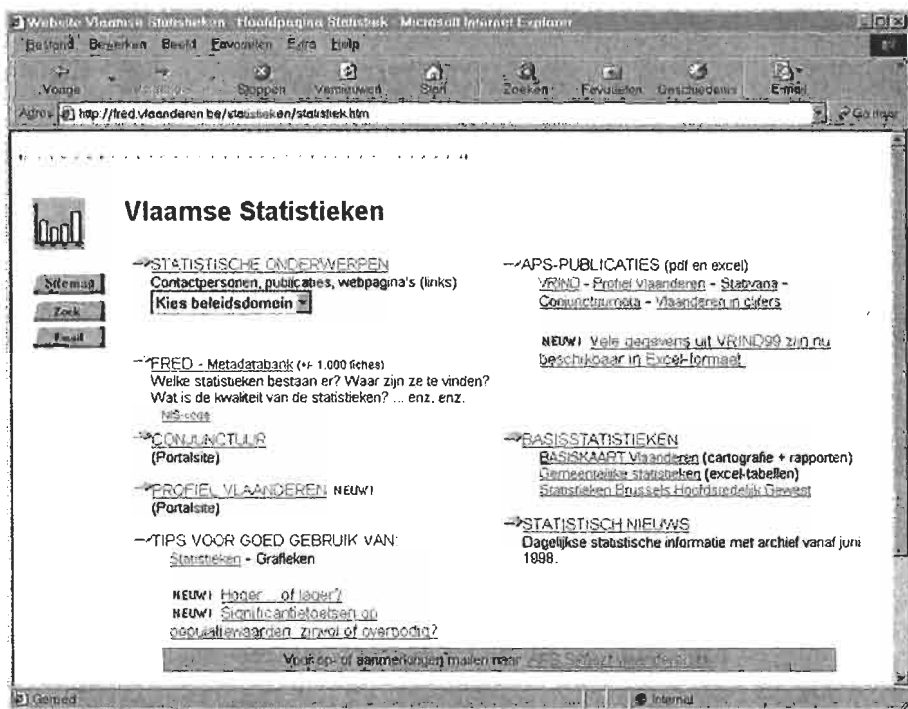 Website Vlaamse Statistieken - Hoofdpagina Statistiek - Microsoft Internet Explorer
Bestand Bewerken Beeld Favorieten Extra Help
Vorige Stoppen Vernieuwen Start Zoeken Favorieten Geschiedenis E-mail
Adres http://fred.vlaanderen.be/statistieken/statistiek.htm Ga naar
Vlaamse Statistieken
Sitemap
Zoek
Email
STATISTISCHE ONDERWERPEN
Contactpersonen, publicaties, webpagina's (links)
Kies beleidsdomein
FRED - Metadatabank (+/- 1.000 fiches)
Welke statistieken bestaan er? Waar zijn ze te vinden?
Wat is de kwaliteit van de statistieken? ... enz. enz.
NIS-code
CONJUNCTUUR
(Portalsite)
PROFIEL VLAANDEREN NEUW!
(Portalsite)
TIPS VOOR GOED GEBRUIK VAN:
Statistieken - Grafieken
NEUW! Hoger ... of lager?
NEUW! Significantietoetsen op
populatiewaarden: zinvol of overbodig?
APS-PUBLICATIES (pdf en excel)
VRIND - Profiel Vlaanderen - Stativaria -
Conjunctuurnota - Vlaanderen in cijfers
NEUW! Vele gegevens uit VRIND99 zijn nu
beschikbaar in Excel-formaat
BASISSTATISTIEKEN
BASISKAART Vlaanderen (cartografie + rapporten)
Gemeentelijke statistieken (excel-tabellen)
Statistieken Brussels Hoofdstedelijk Gewest
STATISTISCH NIEUWS
Dagelijkse statistische informatie met archief vanaf juni
1998.
Voor op- of aanmerkingen mailen naar
Gereed Internet